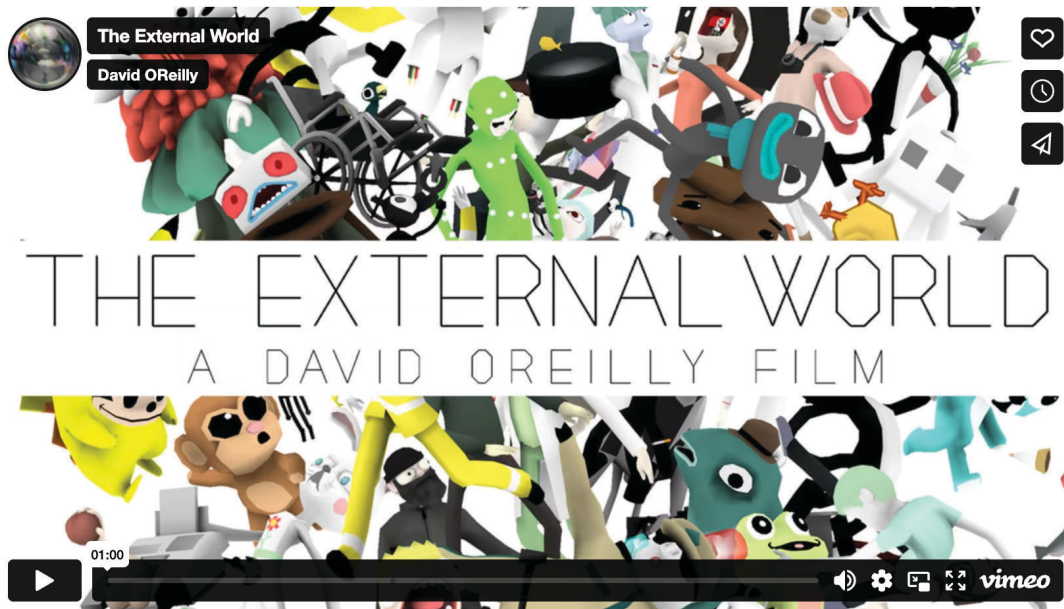 The External World
David OReilly
THE EXTERNAL WORLD
A DAVID OREILLY FILM
01:00
vimeo